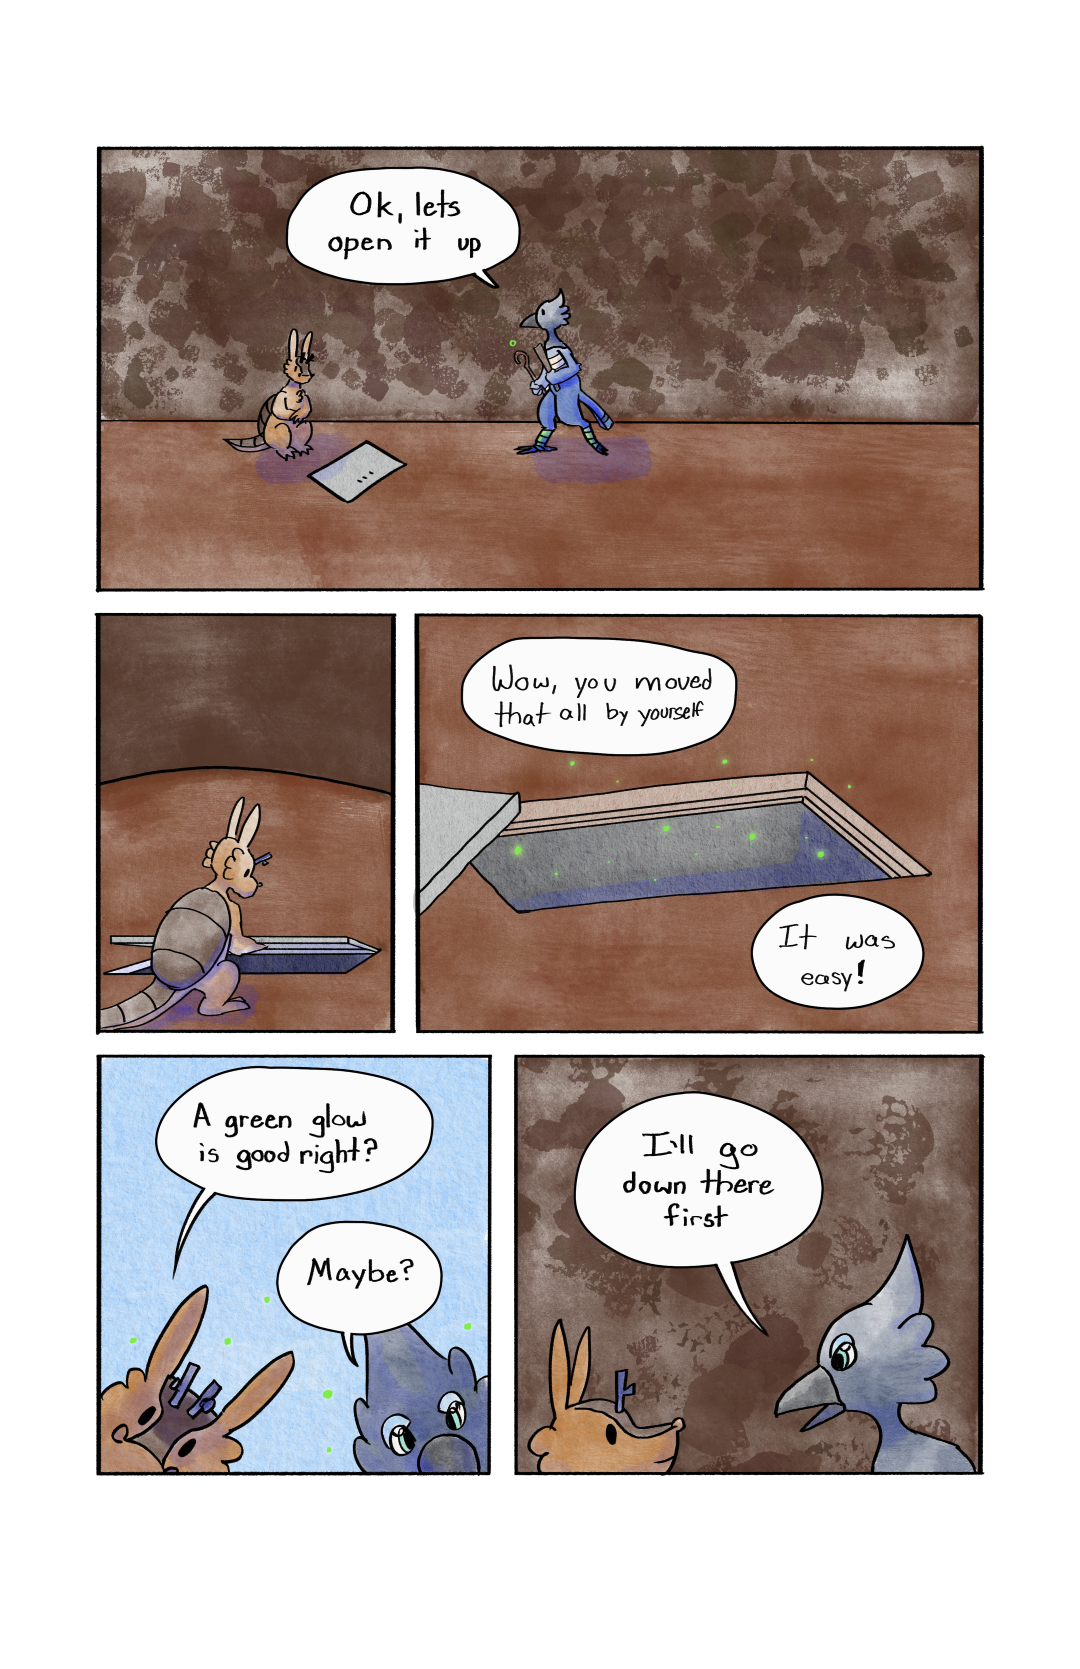 Ok, lets
open it up
Wow, you moved
that all by yourself
It was
easy!
A green glow
is good right?
Maybe?
I'll go
down there
first